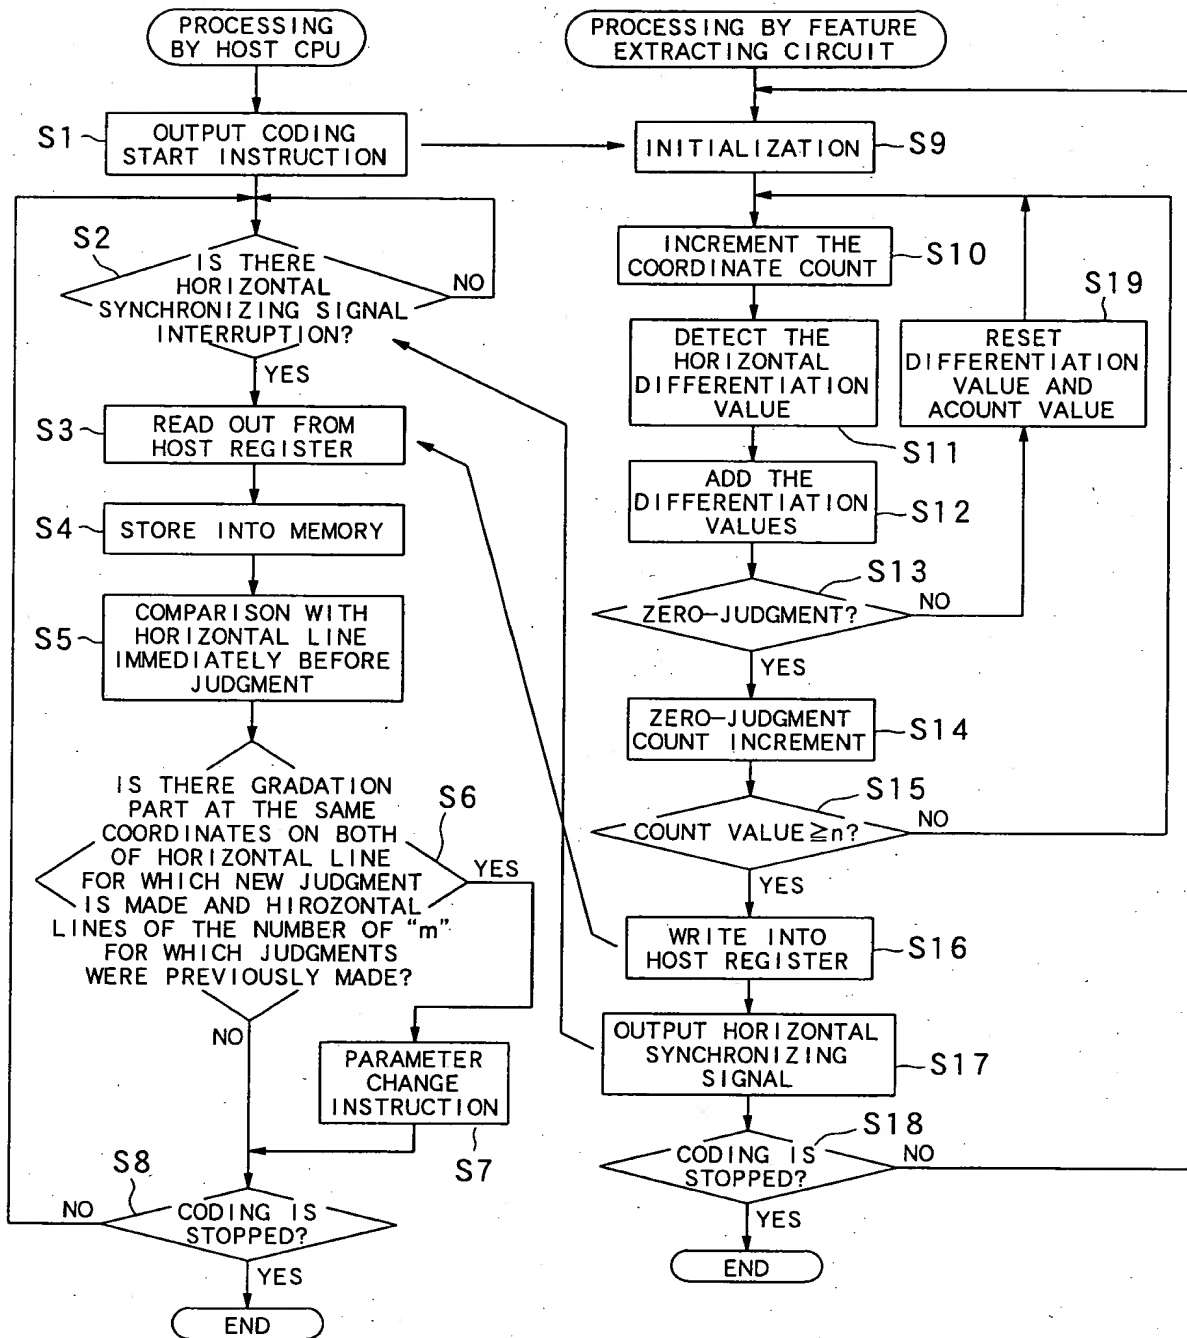 PROCESSING
BY HOST CPU
S1
OUTPUT CODING
START INSTRUCTION
S2
IS THERE
HORIZONTAL
SYNCHRONIZING SIGNAL
INTERRUPTION?
NO
YES
S3
READ OUT FROM
HOST REGISTER
S4
STORE INTO MEMORY
S5
COMPARISON WITH
HORIZONTAL LINE
IMMEDIATELY BEFORE
JUDGMENT
IS THERE GRADATION
PART AT THE SAME
COORDINATES ON BOTH
OF HORIZONTAL LINE
FOR WHICH NEW JUDGMENT
IS MADE AND HIROZONTAL
LINES OF THE NUMBER OF “m”
FOR WHICH JUDGMENTS
WERE PREVIOUSLY MADE?
S6
YES
NO
PARAMETER
CHANGE
INSTRUCTION
S7
S8
NO
CODING IS
STOPPED?
YES
END
PROCESSING BY FEATURE
EXTRACTING CIRCUIT
INITIALIZATION
S9
INCREMENT THE
COORDINATE COUNT
S10
DETECT THE
HORIZONTAL
DIFFERENTIATION
VALUE
S11
S19
RESET
DIFFERENTIATION
VALUE AND
ACOUNT VALUE
ADD THE
DIFFERENTIATION
VALUES
S12
S13
ZERO-JUDGMENT?
NO
YES
ZERO-JUDGMENT
COUNT INCREMENT
S14
S15
COUNT VALUE≧n?
NO
YES
WRITE INTO
HOST REGISTER
S16
OUTPUT HORIZONTAL
SYNCHRONIZING
SIGNAL
S17
S18
CODING IS
STOPPED?
NO
YES
END